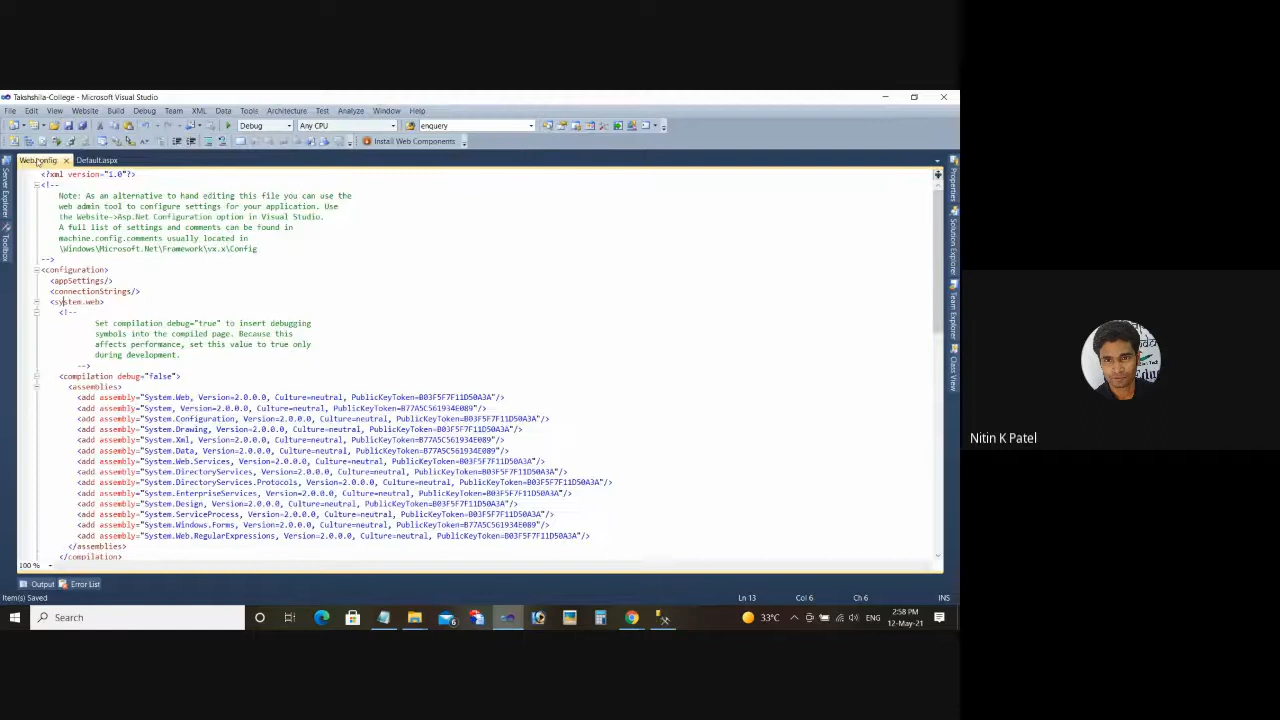 Takshshila-College - Microsoft Visual Studio
File Edit View Website Build Debug Team XML Data Tools Architecture Test Analyze Window Help
Debug Any CPU enquery
Install Web Components
Web.config Default.aspx
<?xml version="1.0"?>
<!--
Note: As an alternative to hand editing this file you can use the
web admin tool to configure settings for your application. Use
the Website->Asp.Net Configuration option in Visual Studio.
A full list of settings and comments can be found in
machine.config.comments usually located in
\Windows\Microsoft.Net\Framework\vx.x\Config
-->
<configuration>
<appSettings/>
<connectionStrings/>
<system.web>
<!--
Set compilation debug="true" to insert debugging
symbols into the compiled page. Because this
affects performance, set this value to true only
during development.
-->
<compilation debug="false">
<assemblies>
<add assembly="System.Web, Version=2.0.0.0, Culture=neutral, PublicKeyToken=B03F5F7F11D50A3A"/>
<add assembly="System, Version=2.0.0.0, Culture=neutral, PublicKeyToken=B77A5C561934E089"/>
<add assembly="System.Configuration, Version=2.0.0.0, Culture=neutral, PublicKeyToken=B03F5F7F11D50A3A"/>
<add assembly="System.Drawing, Version=2.0.0.0, Culture=neutral, PublicKeyToken=B03F5F7F11D50A3A"/>
<add assembly="System.Xml, Version=2.0.0.0, Culture=neutral, PublicKeyToken=B77A5C561934E089"/>
<add assembly="System.Data, Version=2.0.0.0, Culture=neutral, PublicKeyToken=B77A5C561934E089"/>
<add assembly="System.Web.Services, Version=2.0.0.0, Culture=neutral, PublicKeyToken=B03F5F7F11D50A3A"/>
<add assembly="System.DirectoryServices, Version=2.0.0.0, Culture=neutral, PublicKeyToken=B03F5F7F11D50A3A"/>
<add assembly="System.DirectoryServices.Protocols, Version=2.0.0.0, Culture=neutral, PublicKeyToken=B03F5F7F11D50A3A"/>
<add assembly="System.EnterpriseServices, Version=2.0.0.0, Culture=neutral, PublicKeyToken=B03F5F7F11D50A3A"/>
<add assembly="System.Design, Version=2.0.0.0, Culture=neutral, PublicKeyToken=B03F5F7F11D50A3A"/>
<add assembly="System.ServiceProcess, Version=2.0.0.0, Culture=neutral, PublicKeyToken=B03F5F7F11D50A3A"/>
<add assembly="System.Windows.Forms, Version=2.0.0.0, Culture=neutral, PublicKeyToken=B77A5C561934E089"/>
<add assembly="System.Web.RegularExpressions, Version=2.0.0.0, Culture=neutral, PublicKeyToken=B03F5F7F11D50A3A"/>
</assemblies>
</compilation>
100 %
Server Explorer
Toolbox
Properties
Solution Explorer
Team Explorer
Class View
Output Error List
Item(s) Saved Ln 13 Col 6 Ch 6 INS
Search 6 33°C ENG 2:58 PM
12-May-21
Nitin K Patel